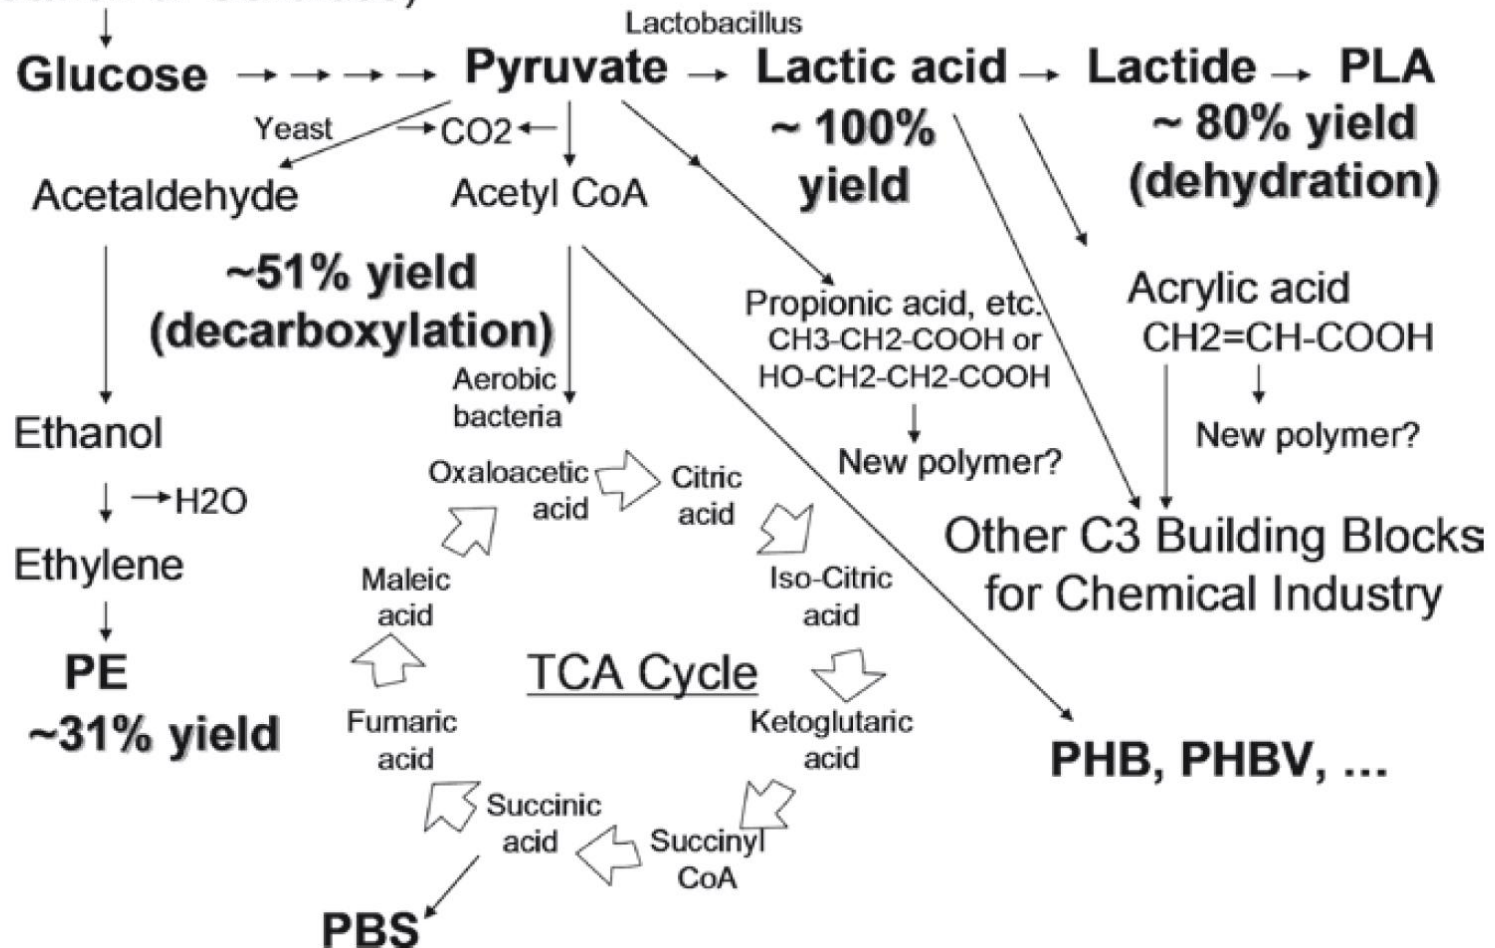 Lactobacillus
Glucose Pyruvate Lactic acid Lactide PLA
Yeast CO2 ~ 100% ~ 80% yield
Acetaldehyde Acetyl CoA yield (dehydration)
~51% yield
(decarboxylation)
Propionic acid, etc.
CH3-CH2-COOH or
HO-CH2-CH2-COOH
New polymer?
Acrylic acid
CH2=CH-COOH
New polymer?
Other C3 Building Blocks
for Chemical Industry
Aerobic
bacteria
Ethanol
H2O
Ethylene
PE
~31% yield
Oxaloacetic
acid
Citric
acid
Iso-Citric
acid
Ketoglutaric
acid
Succinyl
CoA
Succinic
acid
Fumaric
acid
Maleic
acid
TCA Cycle
PHB, PHBV, ...
PBS